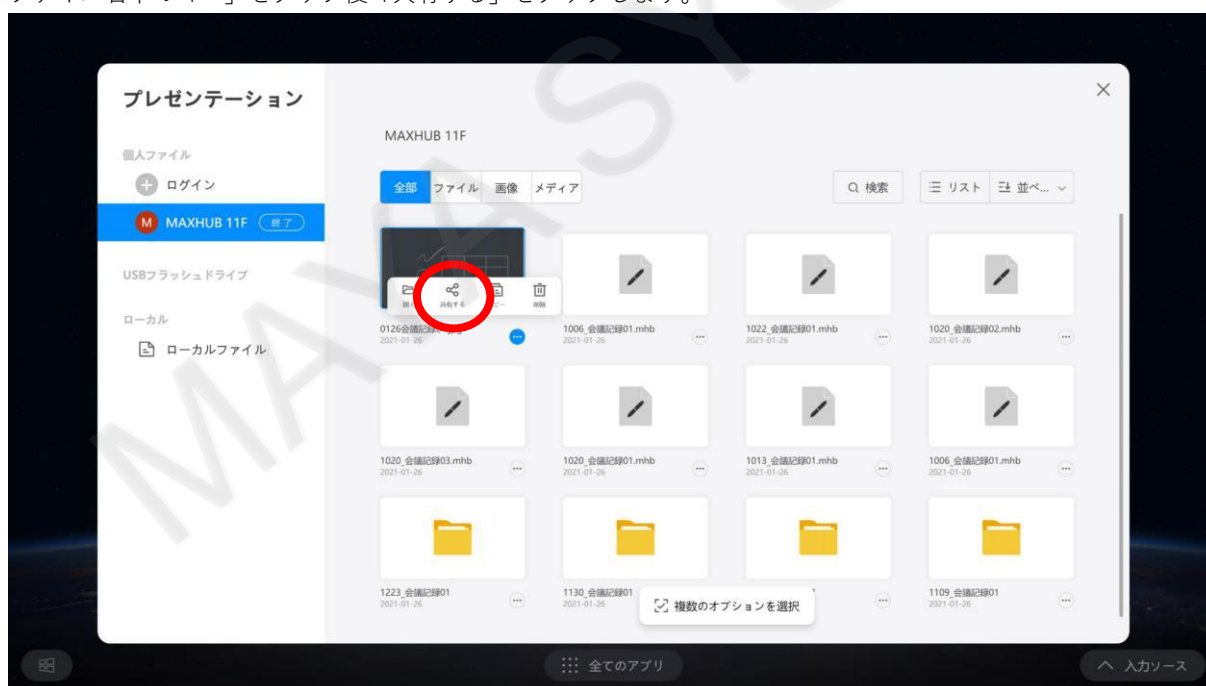 プレゼンテーション
MAXHUB 11F
個人ファイル
ログイン
全部 ファイル 画像 メディア
検索
リスト
並べ...
M MAXHUB 11F 終了
USBフラッシュドライブ
共有する
削除
ローカル
ローカルファイル
2021-01-26
1006_会議記録01.mhb
2021-01-26
1022_会議記録01.mhb
2021-01-26
1020_会議記録02.mhb
2021-01-26
1020_会議記録03.mhb
2021-01-26
1020_会議記録01.mhb
2021-01-26
1013_会議記録01.mhb
2021-01-26
1006_会議記録01.mhb
2021-01-26
1223_会議記録01
2021-01-26
1130_会議記録01
2021-01-26
1109_会議記録01
2021-01-26
複数のオプションを選択
全てのアプリ
入力ソース